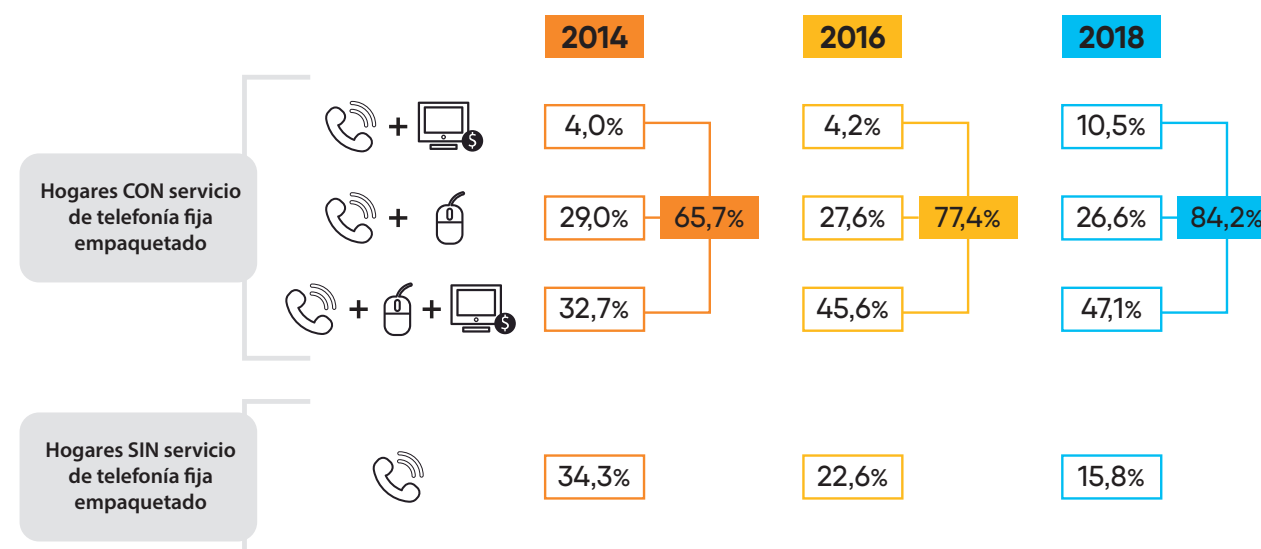 2014 2016 2018
4,0% 4,2% 10,5%
Hogares CON servicio
de telefonía fija
empaquetado
+
29,0% 65,7% 27,6% 77,4% 26,6% 84,2%
+ +
32,7% 45,6% 47,1%
Hogares SIN servicio
de telefonía fija
empaquetado
34,3% 22,6% 15,8%